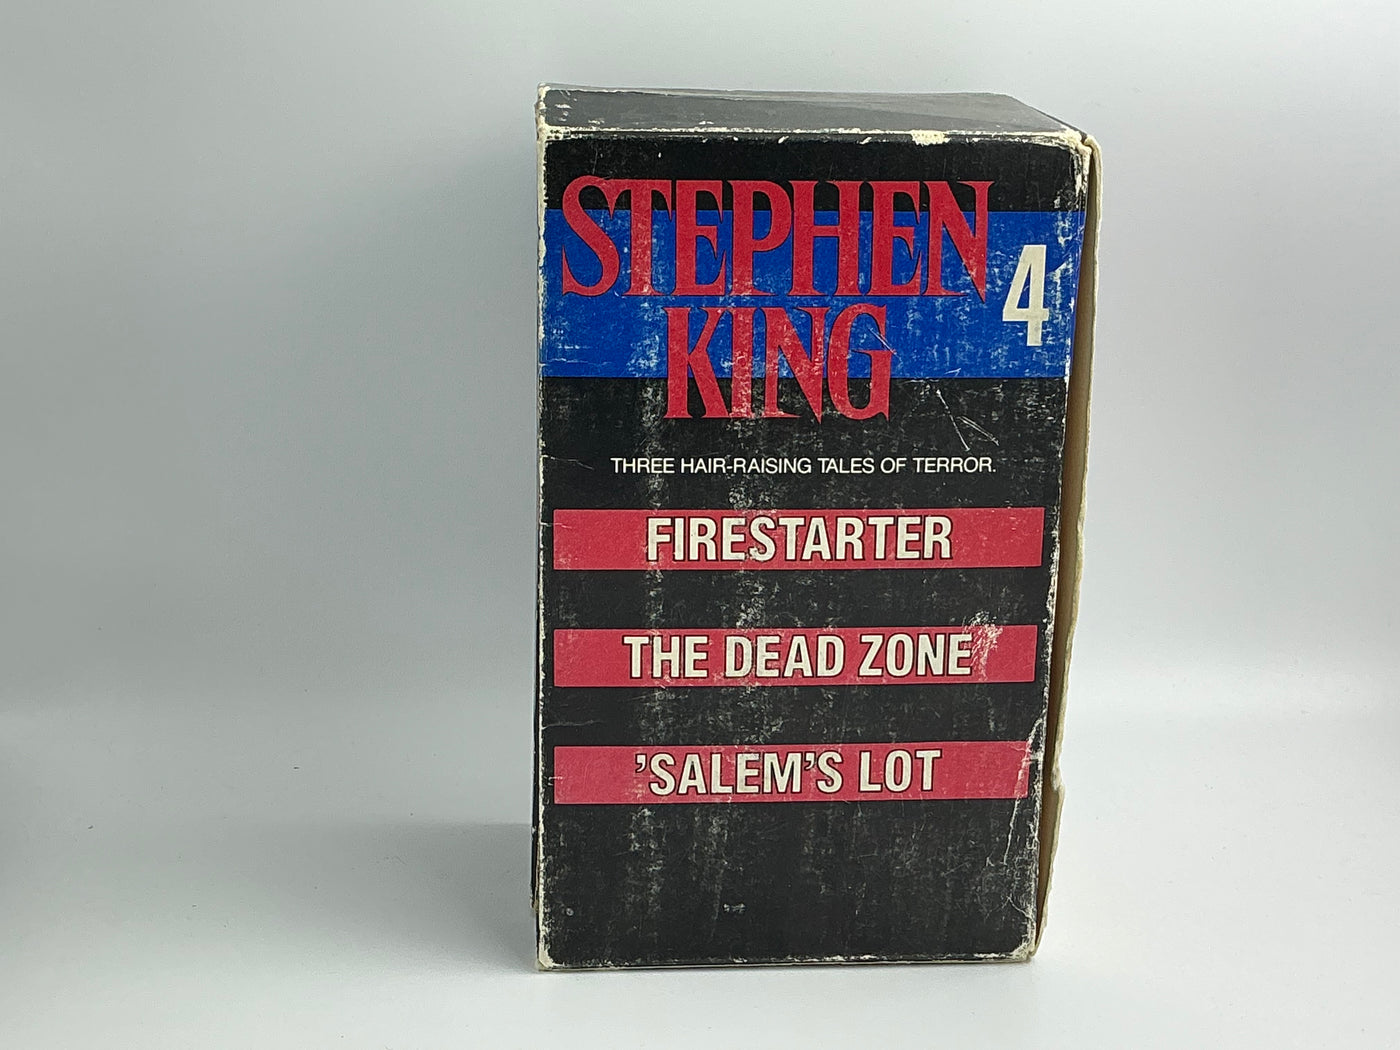 STEPHEN
KING
4
THREE HAIR-RAISING TALES OF TERROR.
FIRESTARTER
THE DEAD ZONE
'SALEM'S LOT